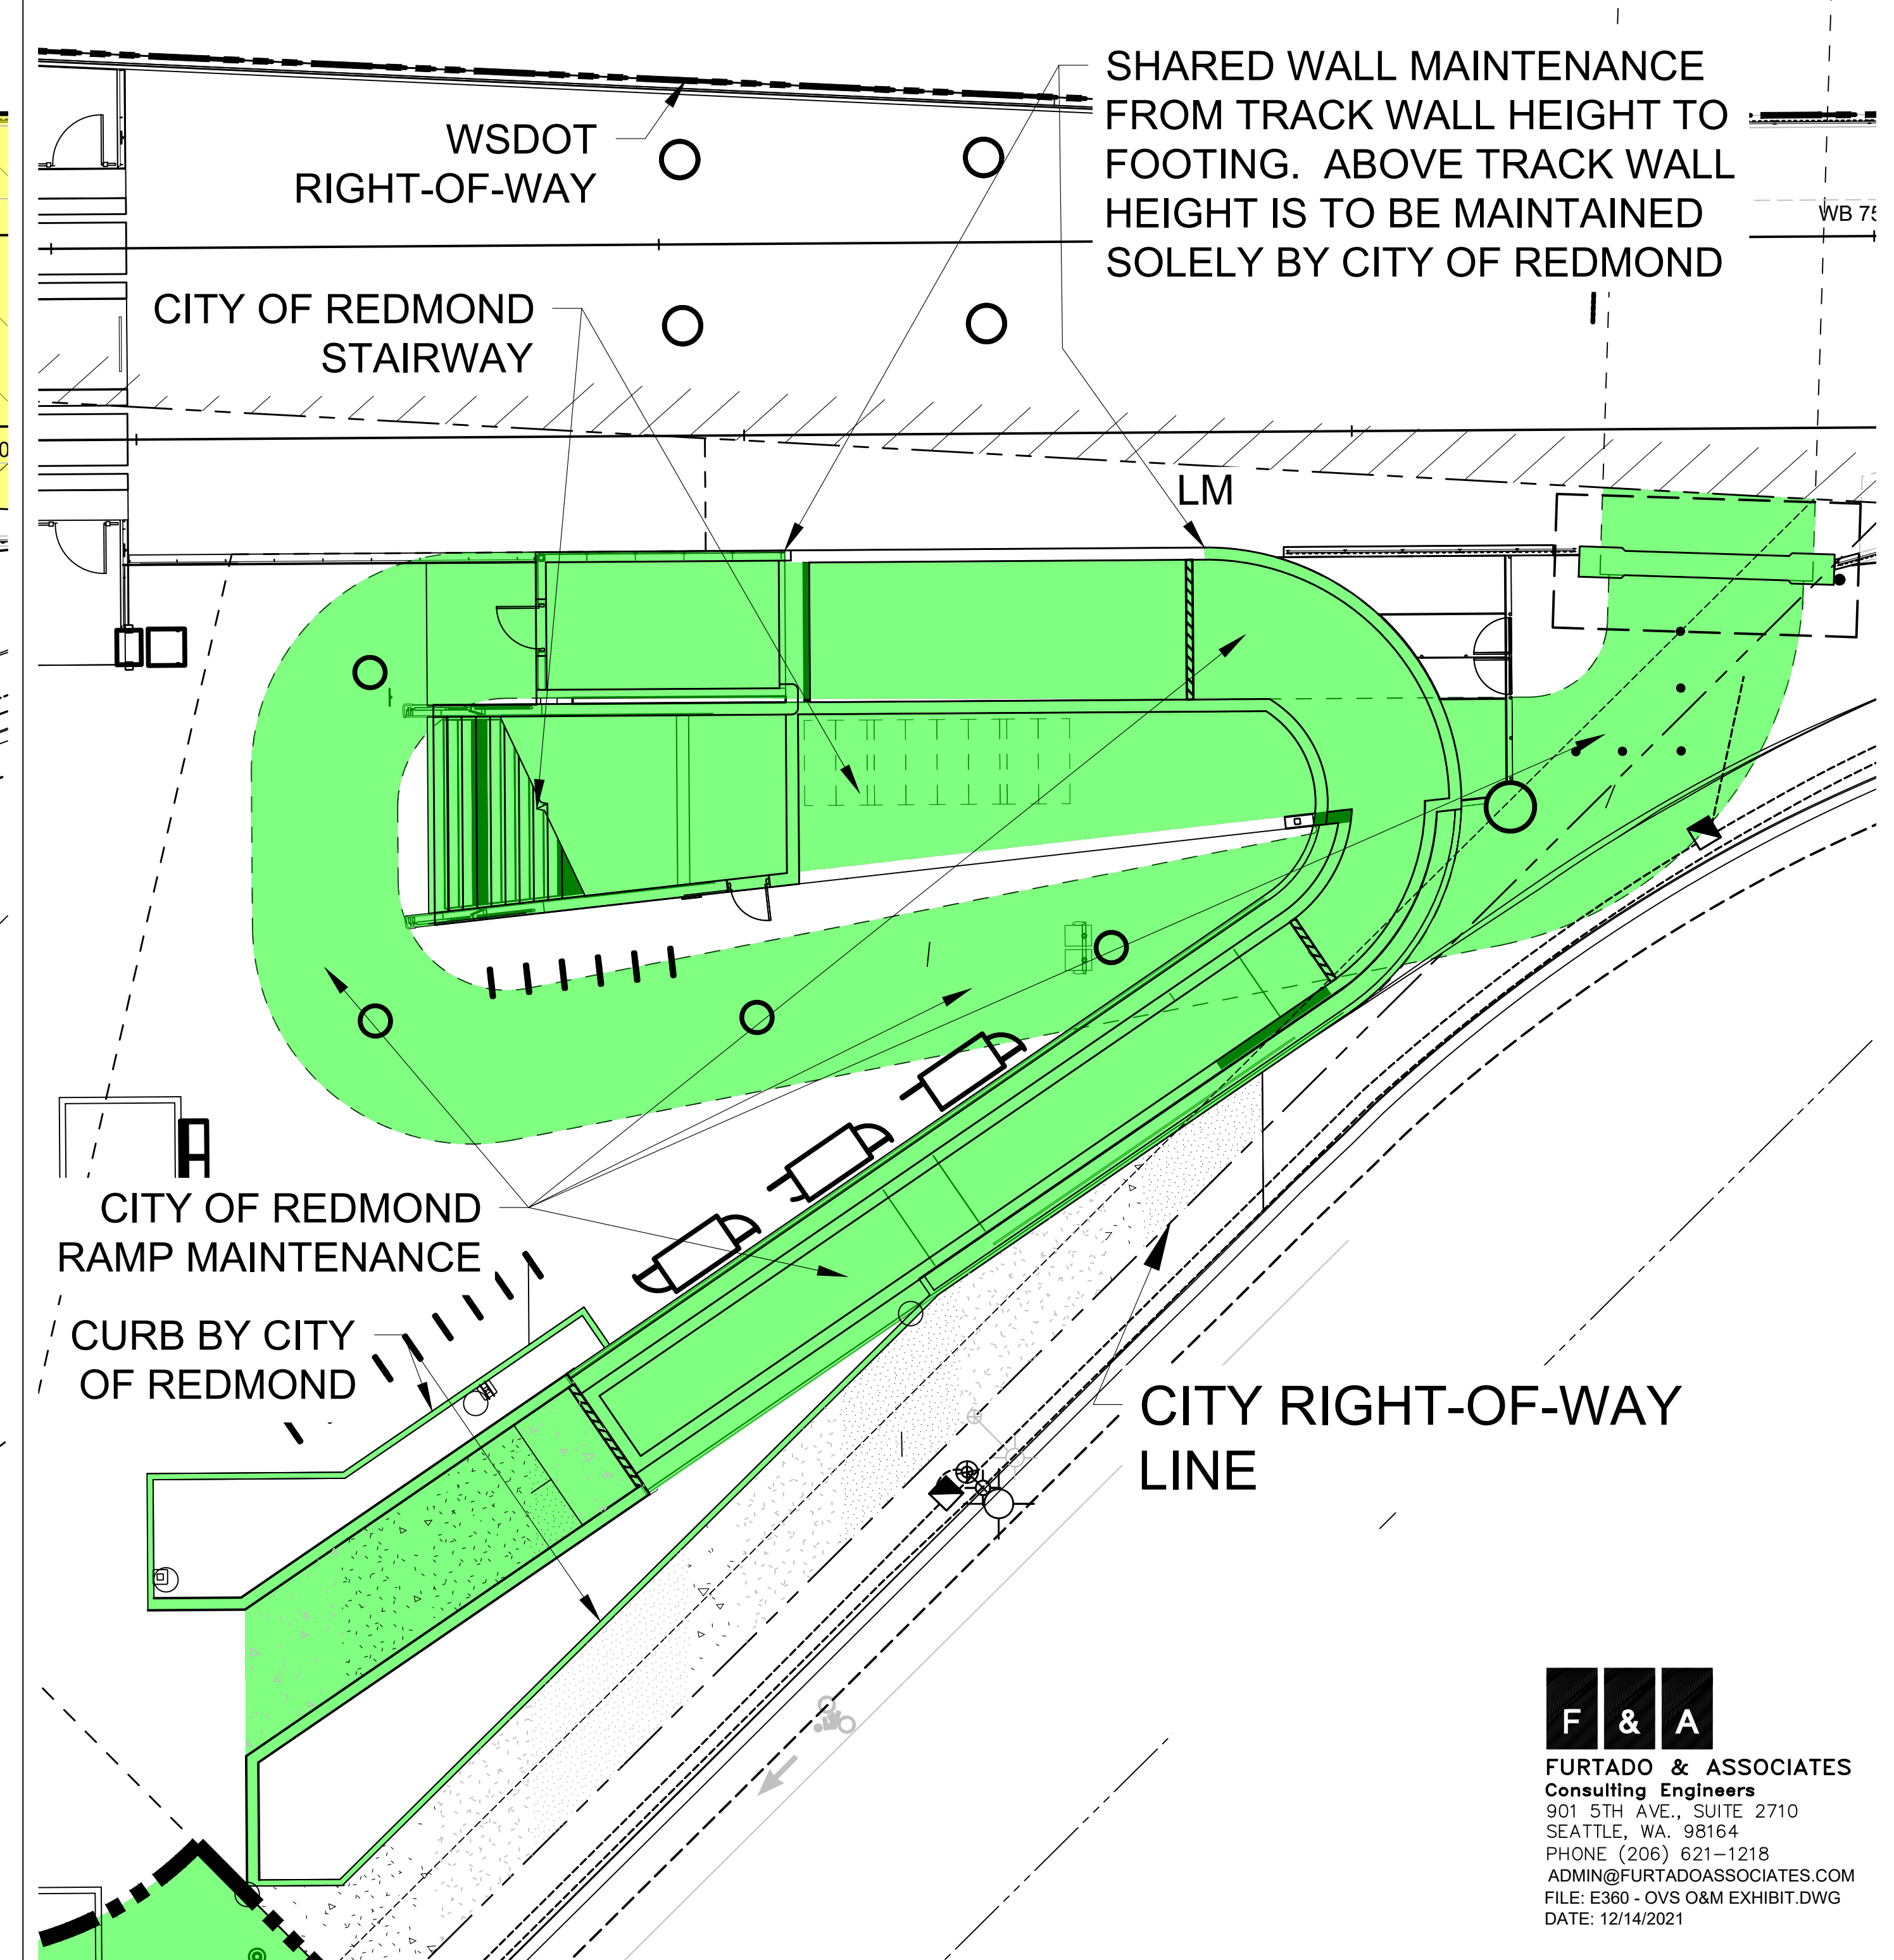 SHARED WALL MAINTENANCE
FROM TRACK WALL HEIGHT TO
FOOTING. ABOVE TRACK WALL
HEIGHT IS TO BE MAINTAINED
SOLELY BY CITY OF REDMOND
WSDOT
RIGHT-OF-WAY
WB 75
CITY OF REDMOND
STAIRWAY
0
LM
CITY OF REDMOND
RAMP MAINTENANCE
CURB BY CITY
OF REDMOND
CITY RIGHT-OF-WAY
LINE
F & A
FURTADO & ASSOCIATES
Consulting Engineers
901 5TH AVE., SUITE 2710
SEATTLE, WA. 98164
PHONE (206) 621-1218
ADMIN@FURTADOASSOCIATES.COM
FILE: E360 - OVS O&M EXHIBIT.DWG
DATE: 12/14/2021